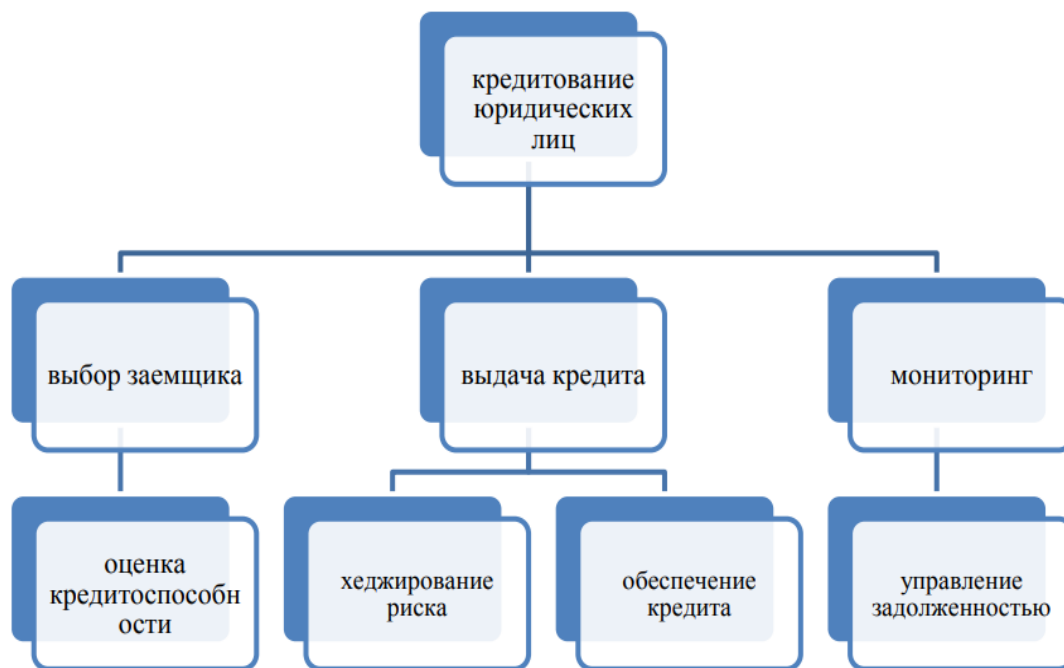 кредитование
юридических
лиц
выбор заемщика
выдача кредита
мониторинг
оценка
кредитоспособн
ости
хеджирование
риска
обеспечение
кредита
управление
задолженностью